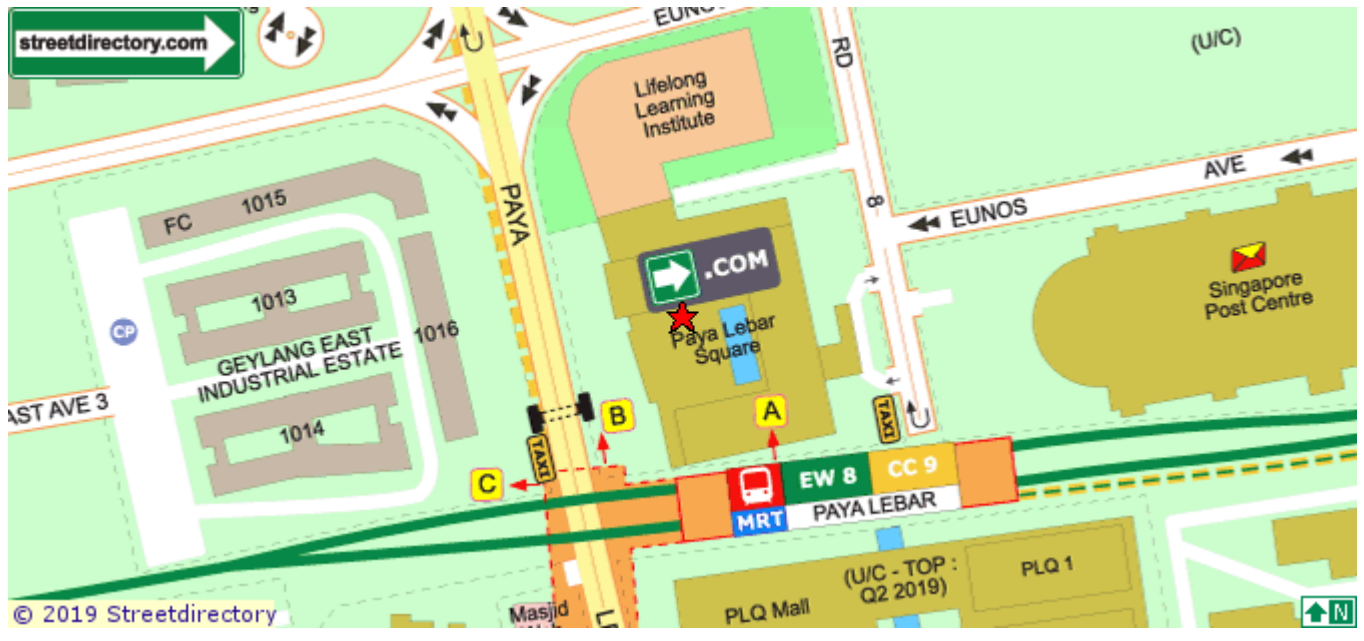 streetdirectory.com
EUNOS
(U/C)
RD
Lifelong
Learning
Institute
AVE
PAYA
8
EUNOS
FC
1015
.COM
Singapore
Post Centre
1013
CP
1016
GEYLANG EAST
INDUSTRIAL ESTATE
Paya Lebar
Square
AST AVE 3
1014
B
A
TAXI
TAXI
C
EW 8
CC 9
MRT
PAYA LEBAR
(U/C - TOP :
Q2 2019)
PLQ 1
PLQ Mall
Masjid
© 2019 Streetdirectory
N